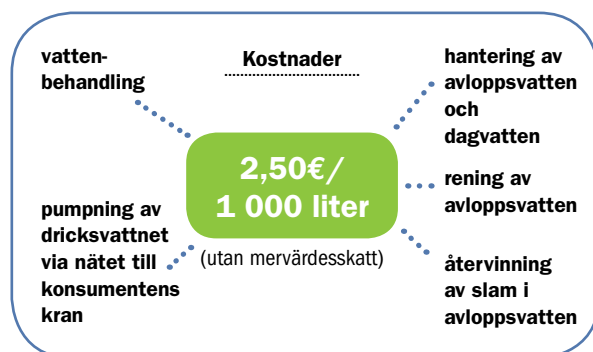 Kostnader
vatten-
behandling
pumpning av
dricksvattnet
via nätet till
konsumentens
kran
2,50€/
1 000 liter
(utan mervärdesskatt)
hantering av
avloppsvatten
och
dagvatten
rening av
avloppsvatten
återvinning
av slam i
avloppsvatten